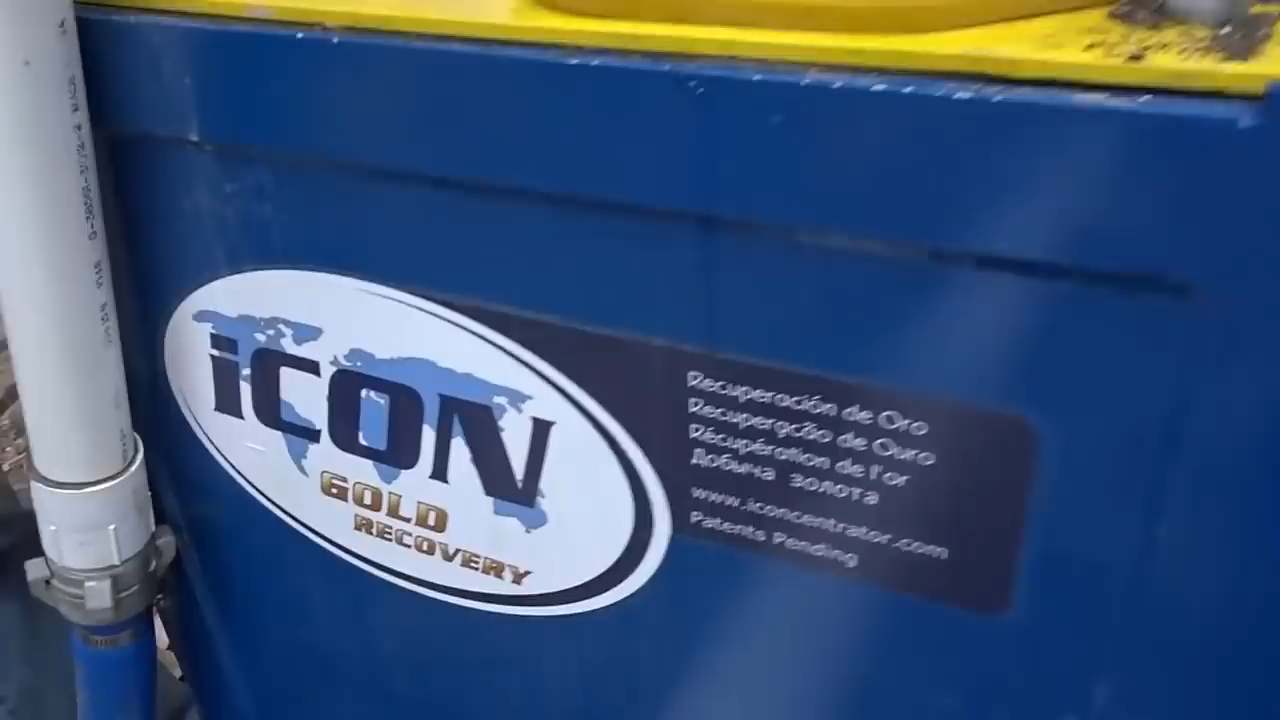 iCON
GOLD
RECOVERY
Recuperación de Oro
Recuperação de Ouro
Récupération de l'or
Добыча золота
www.iconcentrator.com
Patents Pending